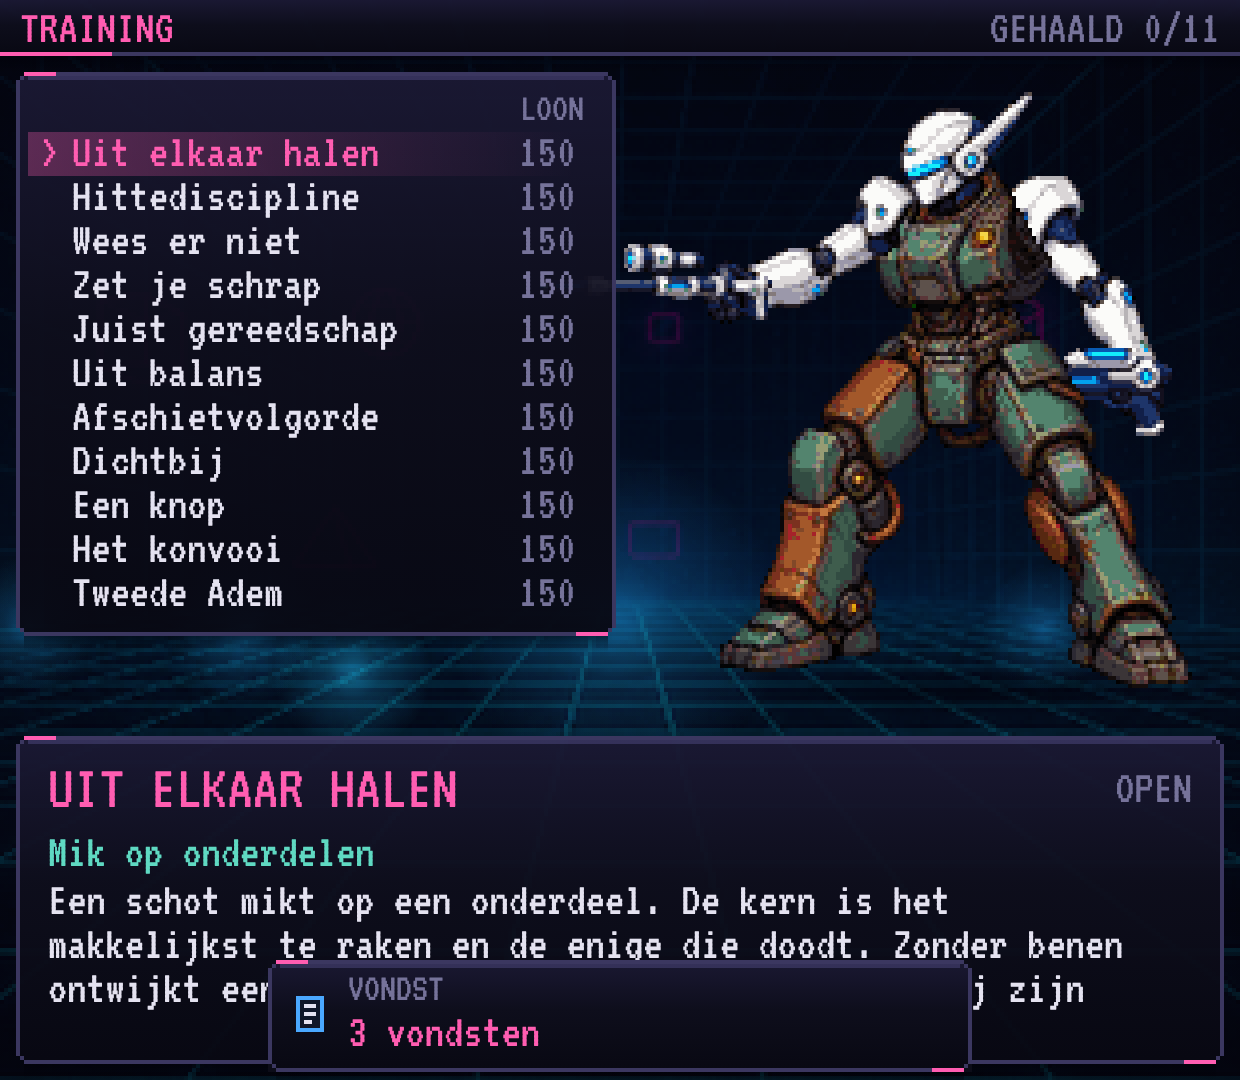 TRAINING
GEHAALD 0/11
LOON
Uit elkaar halen 150
Hittediscipline 150
Wees er niet 150
Zet je schrap 150
Juist gereedschap 150
Uit balans 150
Afschietvolgorde 150
Dichtbij 150
Een knop 150
Het konvooi 150
Tweede Adem 150
UIT ELKAAR HALEN
OPEN
Mik op onderdelen
Een schot mikt op een onderdeel. De kern is het
makkelijkst te raken en de enige die doodt. Zonder benen
ontwijkt zijn
VONDST
3 vondsten